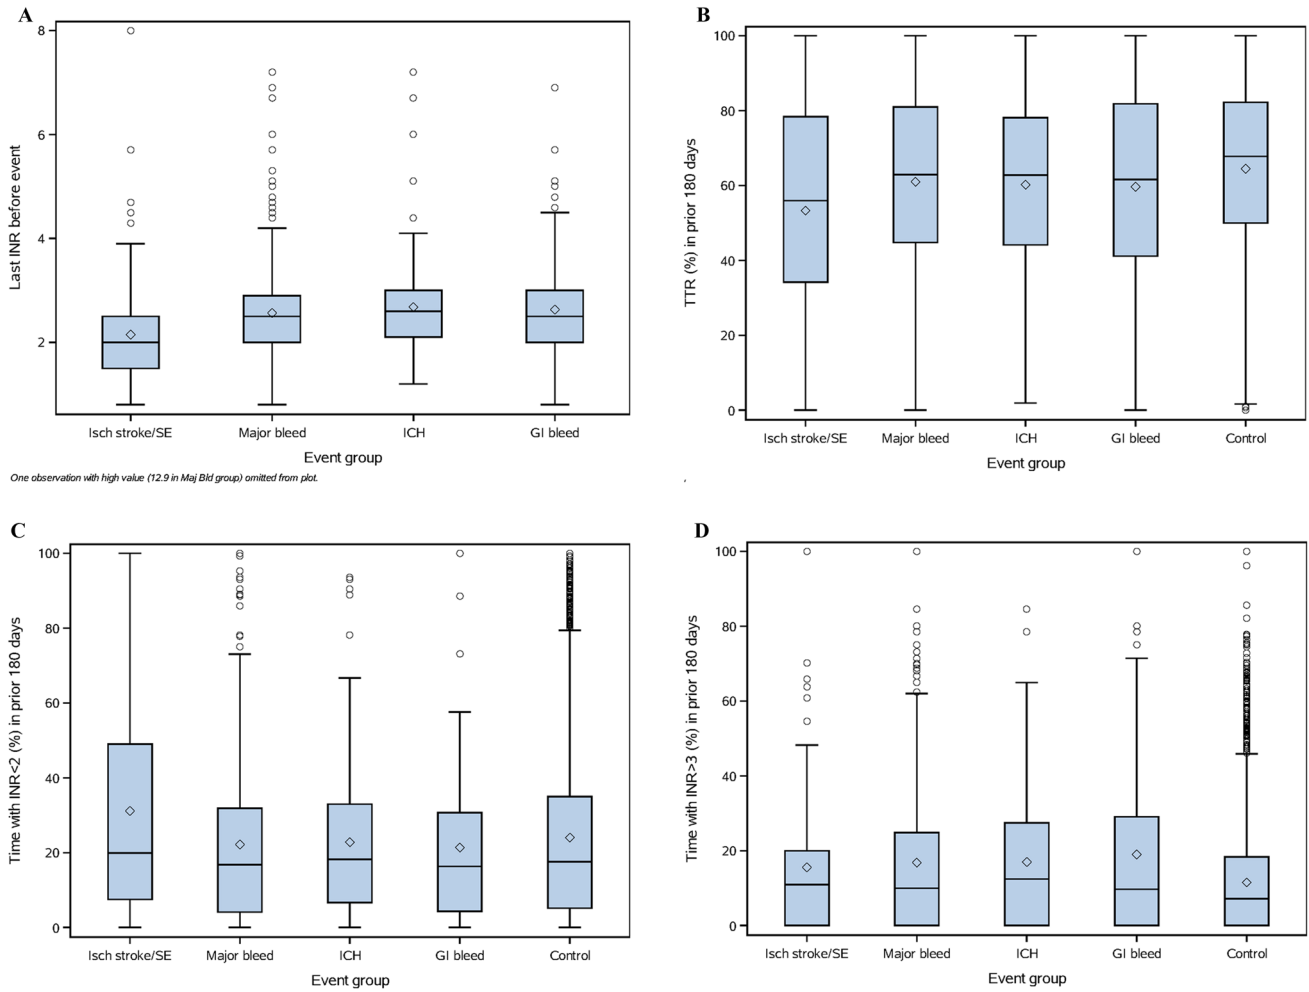 A
8
6
4
2
Last INR before event
Isch stroke/SE
Major bleed
ICH
GI bleed
Event group
One observation with high value (12.9 in Maj Bld group) omitted from plot.
B
100
80
60
40
20
0
TTR (%) in prior 180 days
Isch stroke/SE
Major bleed
ICH
GI bleed
Control
Event group
C
100
80
60
40
20
0
Time with INR<2 (%) in prior 180 days
Isch stroke/SE
Major bleed
ICH
GI bleed
Control
Event group
D
100
80
60
40
20
0
Time with INR>3 (%) in prior 180 days
Isch stroke/SE
Major bleed
ICH
GI bleed
Control
Event group